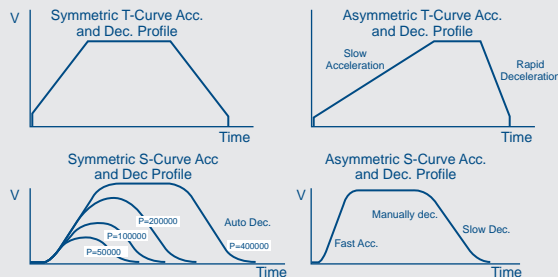 Symmetric T-Curve Acc.
and Dec. Profile
V
Time
Asymmetric T-Curve Acc.
and Dec. Profile
V
Slow
Acceleration
Rapid
Deceleration
Time
Symmetric S-Curve Acc
and Dec Profile
V
P=200000
Auto Dec.
P=100000
P=50000
P=400000
Time
Asymmetric S-Curve Acc.
and Dec. Profile
V
Manually dec.
Slow Dec.
Fast Acc.
Time